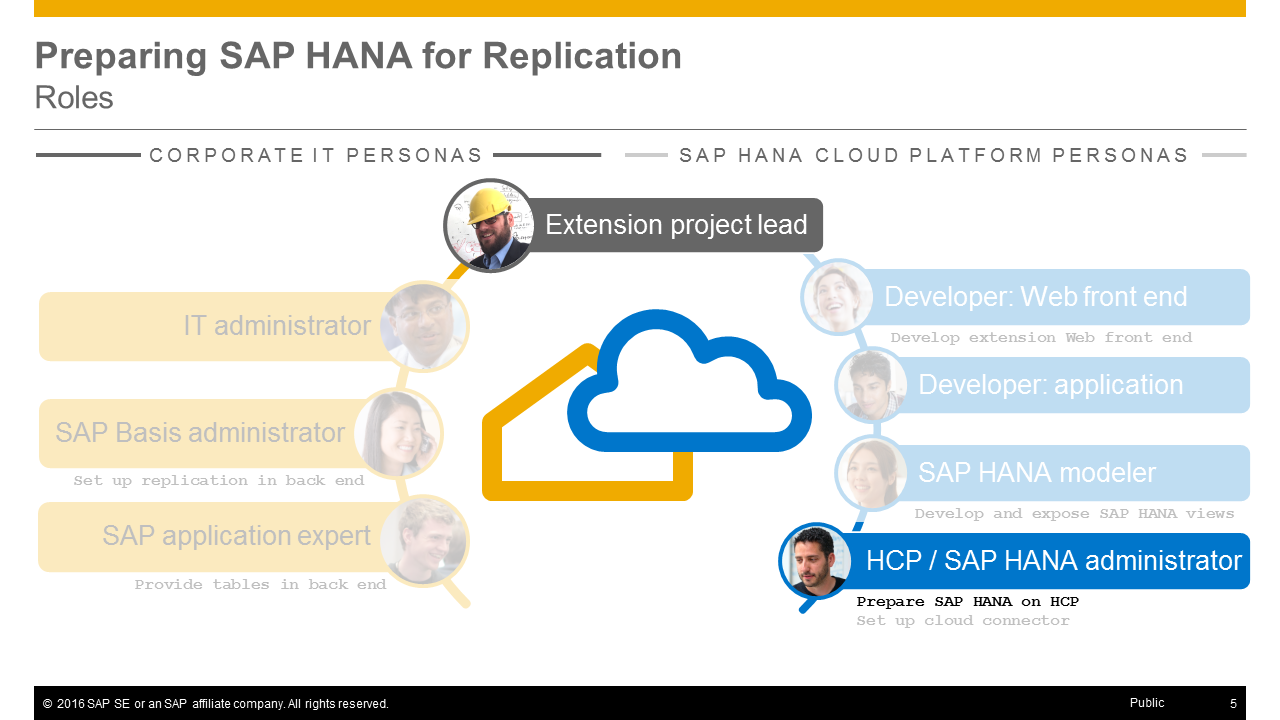 Preparing SAP HANA for Replication
Roles
CORPORATE IT PERSONAS
SAP HANA CLOUD PLATFORM PERSONAS
Extension project lead
IT administrator
SAP Basis administrator
Set up replication in back end
SAP application expert
Provide tables in back end
Developer: Web front end
Develop extension Web front end
Developer: application
SAP HANA modeler
Develop and expose SAP HANA views
HCP / SAP HANA administrator
Prepare SAP HANA on HCP
Set up cloud connector
© 2016 SAP SE or an SAP affiliate company. All rights reserved.
Public
5